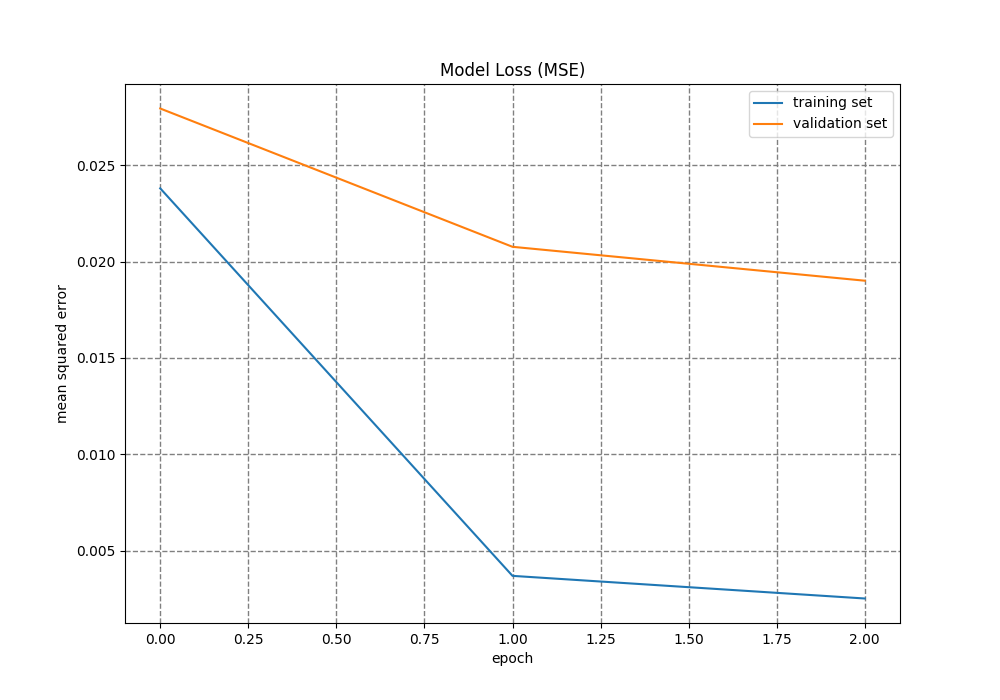 Model Loss (MSE)
training set
validation set
0.025
0.020
0.015
0.010
0.005
mean squared error
0.00 0.25 0.50 0.75 1.00 1.25 1.50 1.75 2.00
epoch